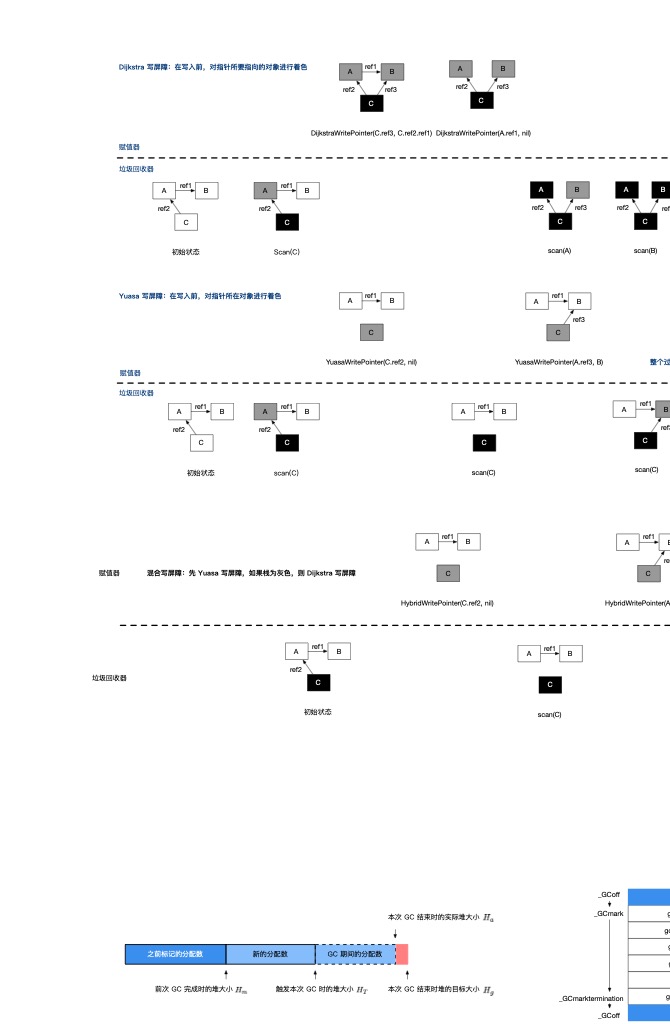 Dijkstra 写屏障：在写入前，对指针所要指向的对象进行着色
A ref1 B A B
ref2 ref3 ref2 ref3
C C
DijkstraWritePointer(C.ref3, C.ref2.ref1) DijkstraWritePointer(A.ref1, nil)
赋值器
垃圾回收器
A ref1 B A ref1 B A B A B
ref2 ref2 ref2 ref3 ref2
C C C C
初始状态 Scan(C) scan(A) scan(B)
Yuasa 写屏障：在写入前，对指针所在对象进行着色
A ref1 B A ref1 B
ref3
C C
YuasaWritePointer(C.ref2, nil) YuasaWritePointer(A.ref3, B)
赋值器
垃圾回收器
A ref1 B A ref1 B A ref1 B A ref1 B
ref2 ref2
C C C C
初始状态 scan(C) scan(C) scan(C)
A ref1 B A ref1 B
赋值器 混合写屏障：先 Yuasa 写屏障，如果栈为灰色，则 Dijkstra 写屏障
C C
HybridWritePointer(C.ref2, nil) HybridWritePointer(A
A ref1 B A ref1 B
ref2
垃圾回收器 C C
初始状态 scan(C)
_GCoff
_GCmark
本次 GC 结束时的实际堆大小 Ha
之前标记的分配数 新的分配数 GC 期间的分配数
前次 GC 完成时的堆大小 Hm 触发本次 GC 时的堆大小 HT 本次 GC 结束时堆的目标大小 Hg
_GCmarktermination
_GCoff